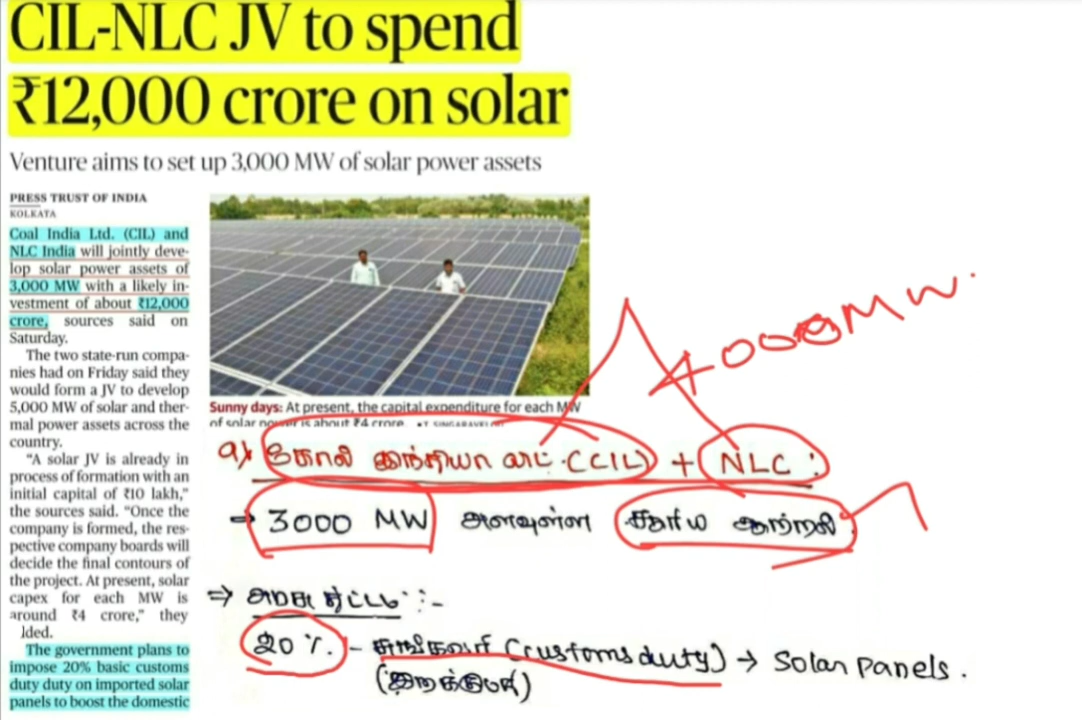 CIL-NLC JV to spend
₹12,000 crore on solar
Venture aims to set up 3,000 MW of solar power assets
PRESS TRUST OF INDIA
KOLKATA
Coal India Ltd. (CIL) and
NLC India will jointly deve-
lop solar power assets of
3,000 MW with a likely in-
vestment of about ₹12,000
crore, sources said on
Saturday.
The two state-run compa-
nies had on Friday said they
would form a JV to develop
5,000 MW of solar and ther-
mal power assets across the
country.
"A solar JV is already in
process of formation with an
initial capital of ₹10 lakh,"
the sources said. "Once the
company is formed, the res-
pective company boards will
decide the final contours of
the project. At present, solar
capex for each MW is
around ₹4 crore," they
lded.
The government plans to
impose 20% basic customs
duty duty on imported solar
panels to boost the domestic
Sunny days: At present, the capital expenditure for each MW
of solar power is about ₹4 crore.
கோல் இந்தியா லிட். (CIL) + NLC :
⇒ 3000 MW அளவுள்ள சூரிய ஆற்றல்
⇒ அரசு திட்டம் :-
20%. - சுங்கவரி (customs duty) → Solar Panels.
(இறக்குமதி)